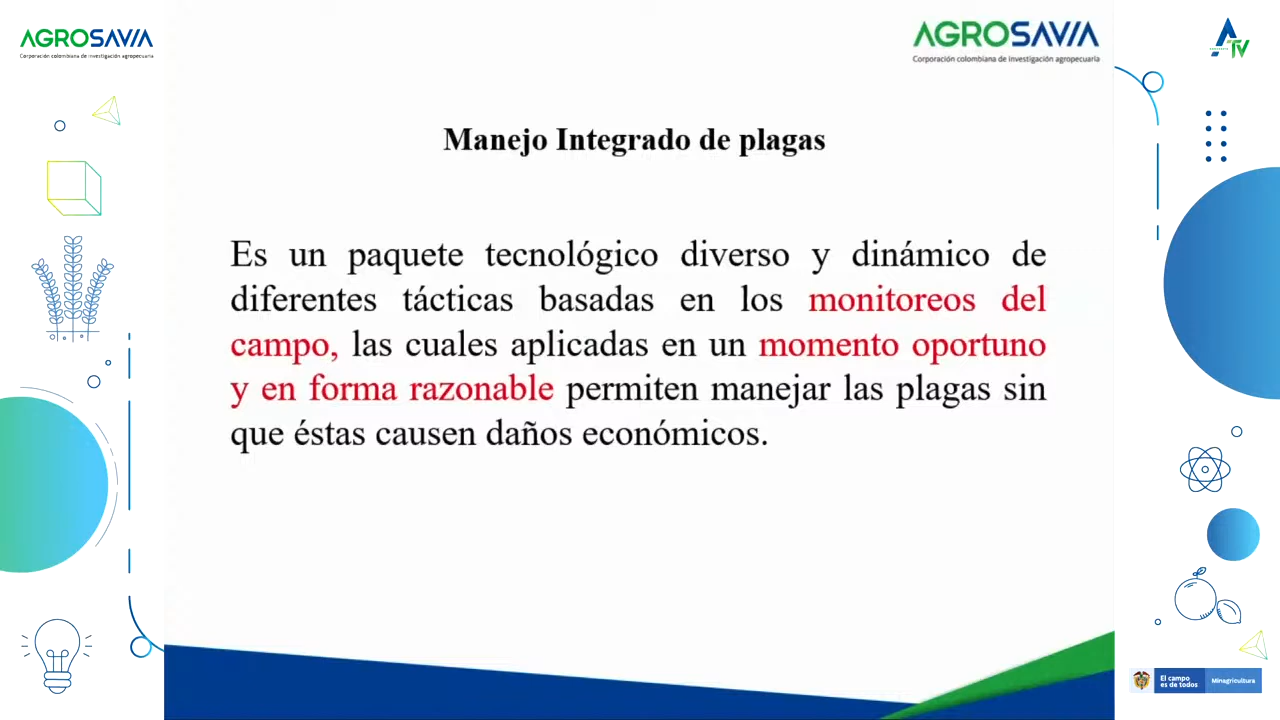 AGROSAVIA
Corporación colombiana de investigación agropecuaria
AGROSAVIA
Corporación colombiana de investigación agropecuaria
TV
Manejo Integrado de plagas
Es un paquete tecnológico diverso y dinámico de
diferentes tácticas basadas en los monitoreos del
campo, las cuales aplicadas en un momento oportuno
y en forma razonable permiten manejar las plagas sin
que éstas causen daños económicos.
El campo
es de todos
Minagricultura